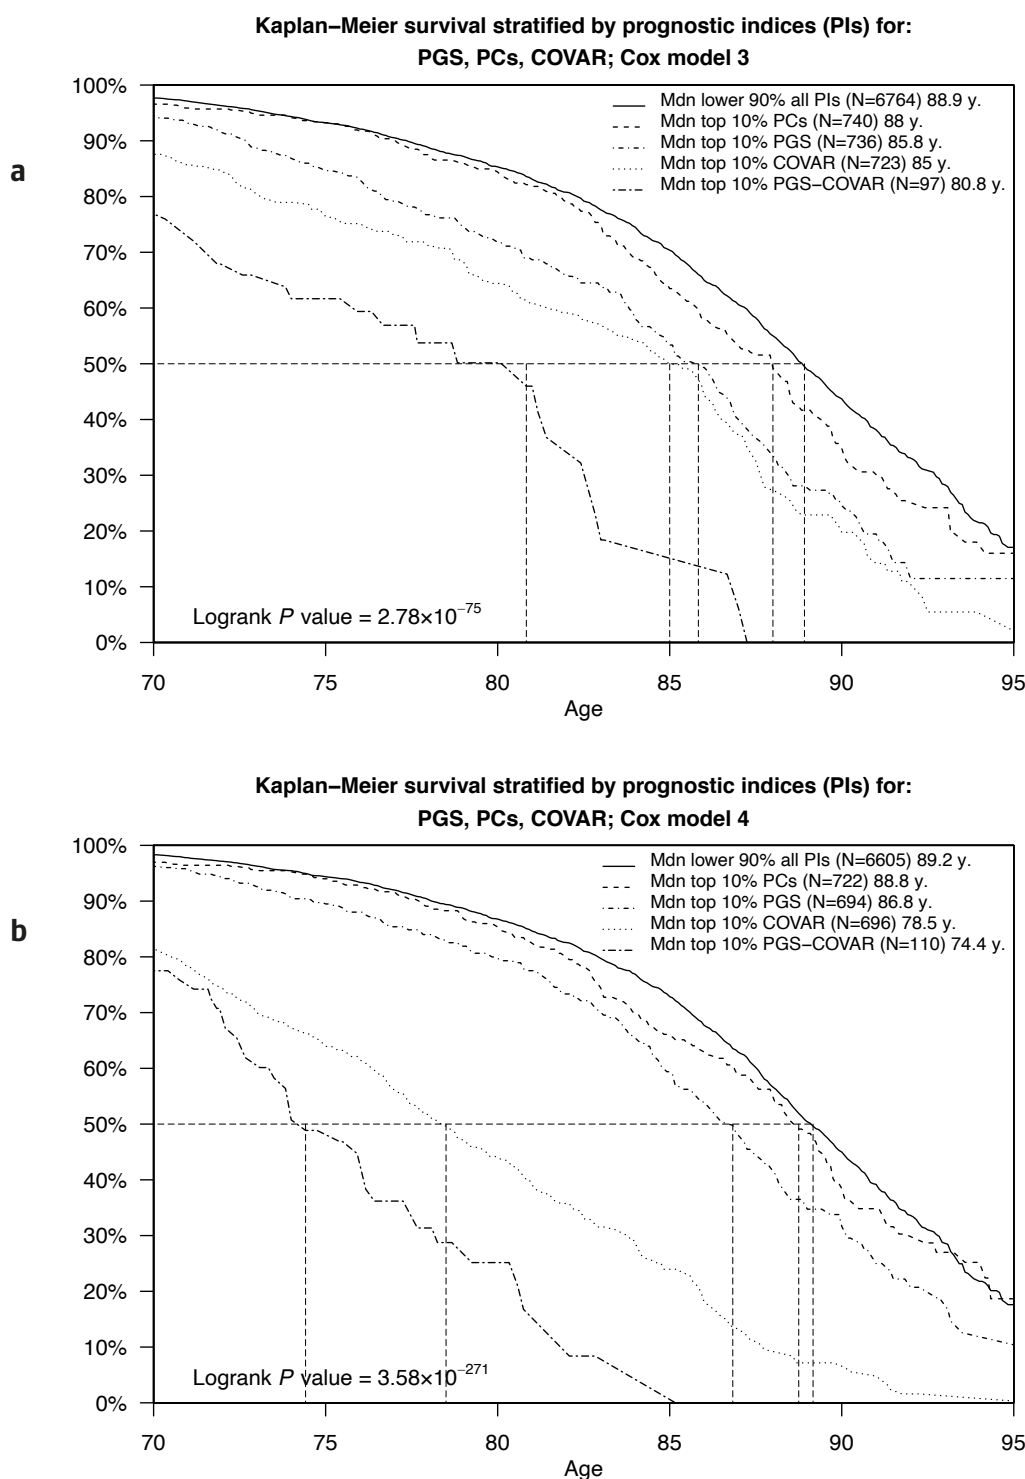 a
Kaplan−Meier survival stratified by prognostic indices (PIs) for:
PGS, PCs, COVAR; Cox model 3
100%
90%
80%
70%
60%
50%
40%
30%
20%
10%
0%
Mdn lower 90% all PIs (N=6764) 88.9 y.
Mdn top 10% PCs (N=740) 88 y.
Mdn top 10% PGS (N=736) 85.8 y.
Mdn top 10% COVAR (N=723) 85 y.
Mdn top 10% PGS−COVAR (N=97) 80.8 y.
Logrank P value = 2.78×10⁻⁷⁵
70 75 80 85 90 95
Age
b
Kaplan−Meier survival stratified by prognostic indices (PIs) for:
PGS, PCs, COVAR; Cox model 4
100%
90%
80%
70%
60%
50%
40%
30%
20%
10%
0%
Mdn lower 90% all PIs (N=6605) 89.2 y.
Mdn top 10% PCs (N=722) 88.8 y.
Mdn top 10% PGS (N=694) 86.8 y.
Mdn top 10% COVAR (N=696) 78.5 y.
Mdn top 10% PGS−COVAR (N=110) 74.4 y.
Logrank P value = 3.58×10⁻²⁷¹
70 75 80 85 90 95
Age